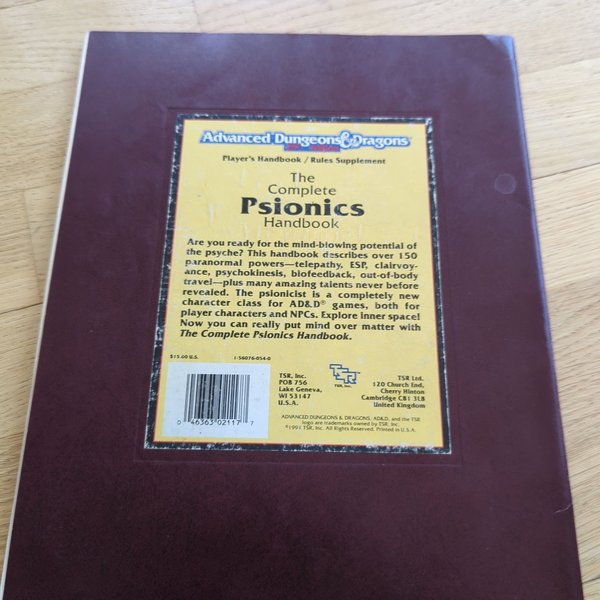 Advanced Dungeons & Dragons
Player's Handbook / Rules Supplement
The
Complete
Psionics
Handbook
Are you ready for the mind-blowing potential of
the psyche? This handbook describes over 150
paranormal powers—telepathy, ESP, clairvoy-
ance, psychokinesis, biofeedback, out-of-body
travel—plus many amazing talents never before
revealed. The psionicist is a completely new
character class for AD&D® games, both for
player characters and NPCs. Explore inner space!
Now you can really put mind over matter with
The Complete Psionics Handbook.
$15.00 U.S. 1-56076-054-0
0 46363 02117 7
TSR, Inc.
POB 756
Lake Geneva,
WI 53147
U.S.A.
TSR
TSR, Inc.
TSR Ltd.
120 Church End,
Cherry Hinton
Cambridge CB1 3LB
United Kingdom
ADVANCED DUNGEONS & DRAGONS, AD&D, and the TSR
logo are trademarks owned by TSR, Inc.
©1991 TSR, Inc. All Rights Reserved. Printed in U.S.A.